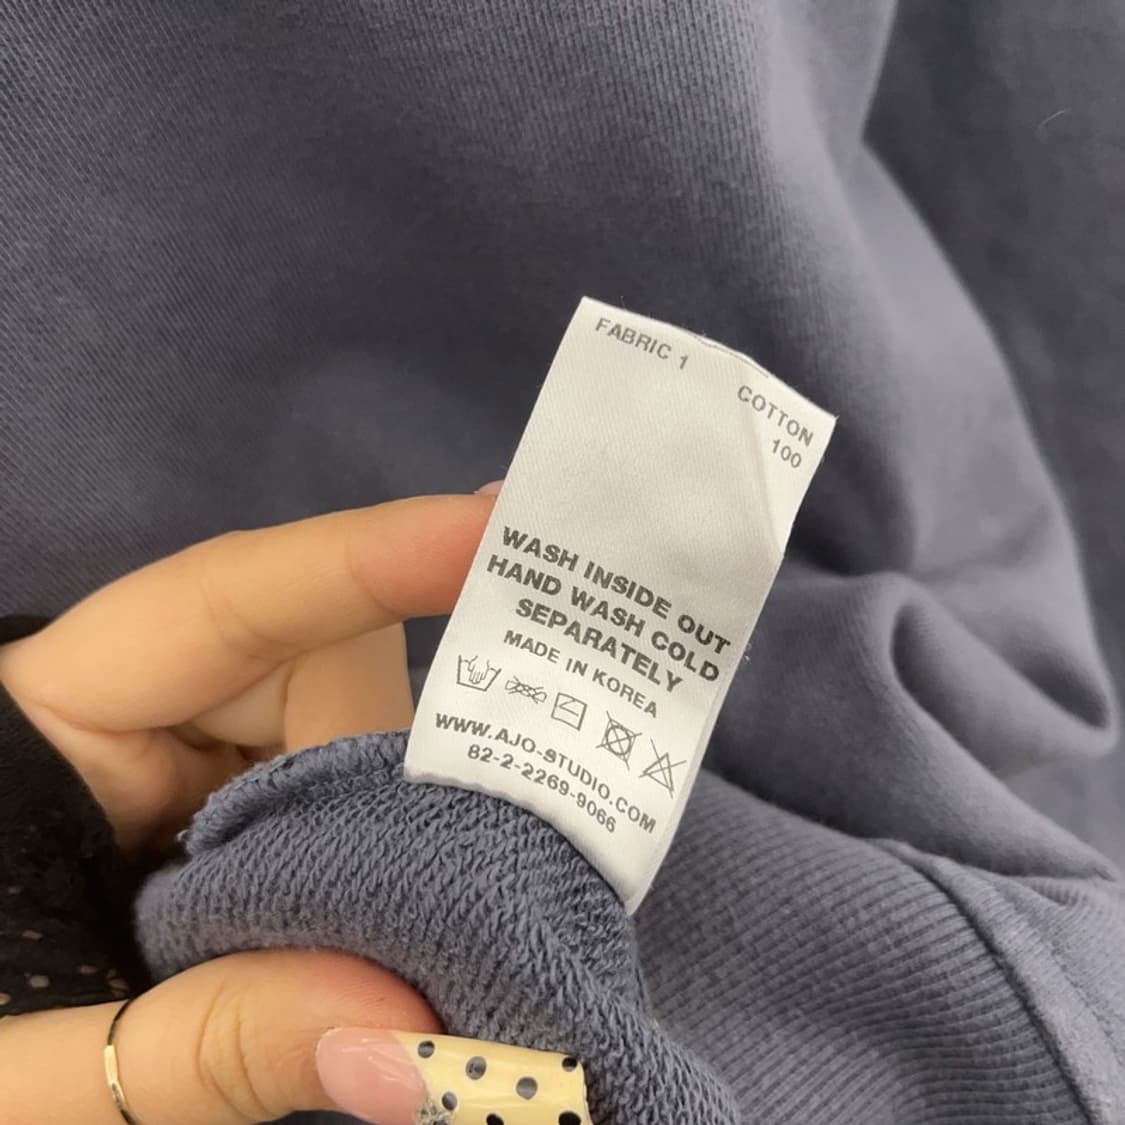 FABRIC 1
COTTON
100
WASH INSIDE OUT
HAND WASH COLD
SEPARATELY
MADE IN KOREA
WWW.AJO-STUDIO.COM
82-2-2269-9066